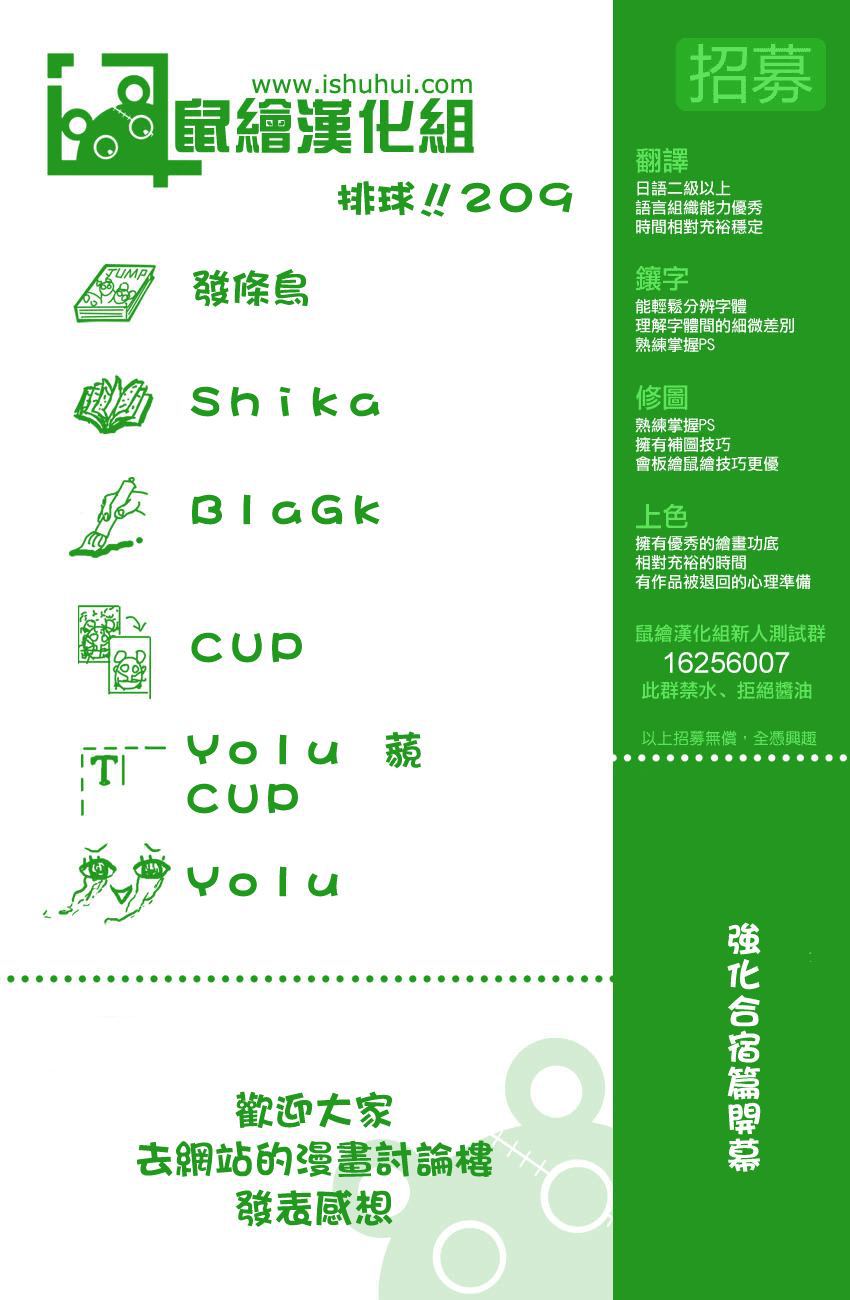 www.ishuhui.com
鼠繪漢化組
排球!!209
JUMP
發條鳥
Shika
BlaGk
CUP
T
Yolu 蘋
CUP
Yolu
歡迎大家
去網站的漫畫討論樓
發表感想
招募
翻譯
日語二級以上
語言組織能力優秀
時間相對充裕穩定
鑲字
能輕鬆分辨字體
理解字體間的細微差別
熟練掌握PS
修圖
熟練掌握PS
擁有補圖技巧
會板繪鼠繪技巧更優
上色
擁有優秀的繪畫功底
相對充裕的時間
有作品被退回的心理準備
鼠繪漢化組新人測試群
16256007
此群禁水、拒絕醬油
以上招募無償，全憑興趣
強化合宿篇開幕